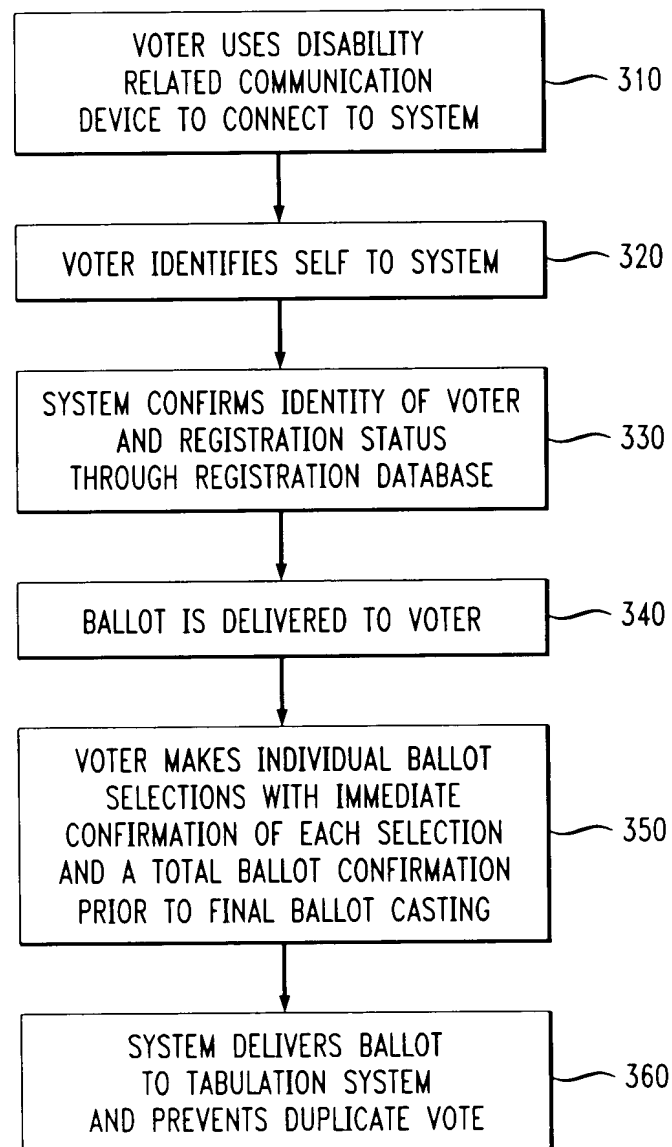 VOTER USES DISABILITY
RELATED COMMUNICATION
DEVICE TO CONNECT TO SYSTEM
310
VOTER IDENTIFIES SELF TO SYSTEM
320
SYSTEM CONFIRMS IDENTITY OF VOTER
AND REGISTRATION STATUS
THROUGH REGISTRATION DATABASE
330
BALLOT IS DELIVERED TO VOTER
340
VOTER MAKES INDIVIDUAL BALLOT
SELECTIONS WITH IMMEDIATE
CONFIRMATION OF EACH SELECTION
AND A TOTAL BALLOT CONFIRMATION
PRIOR TO FINAL BALLOT CASTING
350
SYSTEM DELIVERS BALLOT
TO TABULATION SYSTEM
AND PREVENTS DUPLICATE VOTE
360